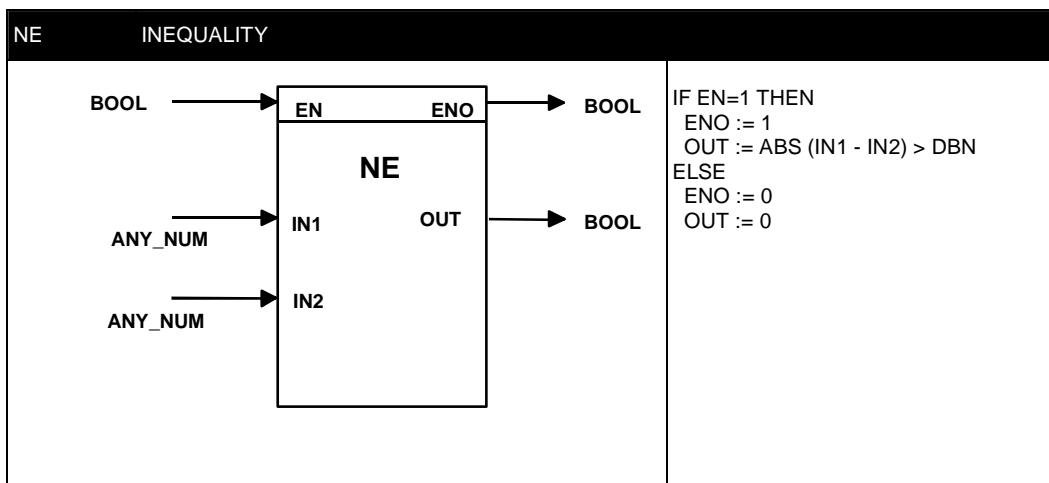 NE INEQUALITY
BOOL EN ENO BOOL
NE
IN1 OUT BOOL
ANY_NUM
IN2
ANY_NUM
IF EN=1 THEN
ENO := 1
OUT := ABS (IN1 - IN2) > DBN
ELSE
ENO := 0
OUT := 0